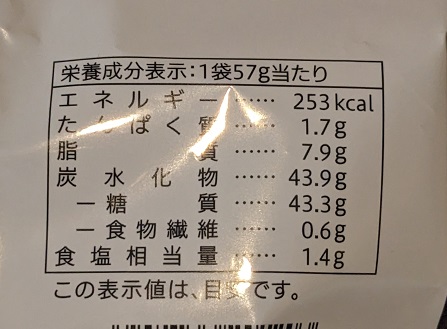 栄養成分表示:1袋57g当たり
エネルギー…… 253kcal
たんぱく質…… 1.7g
脂質…… 7.9g
炭水化物…… 43.9g
ー糖質…… 43.3g
ー食物繊維…… 0.6g
食塩相当量…… 1.4g
この表示値は、目安です。